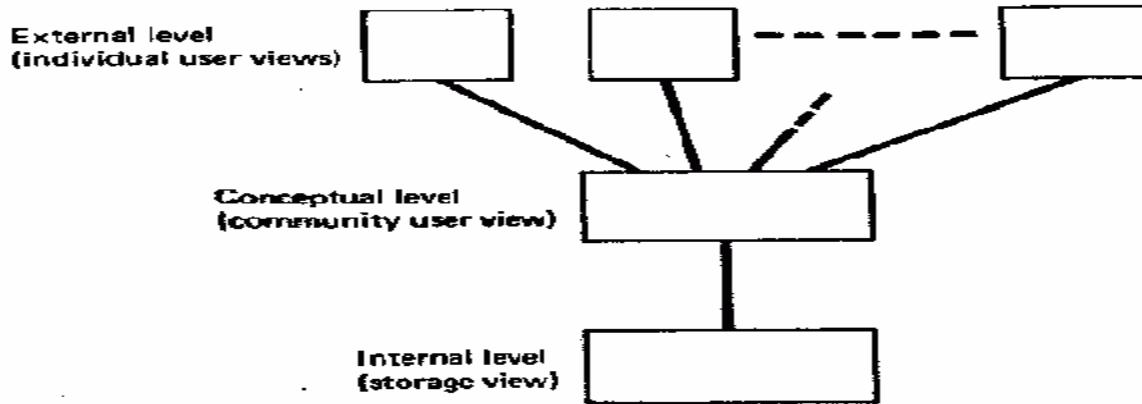 External level
(individual user views)
Conceptual level
(community user view)
Internal level
(storage view)